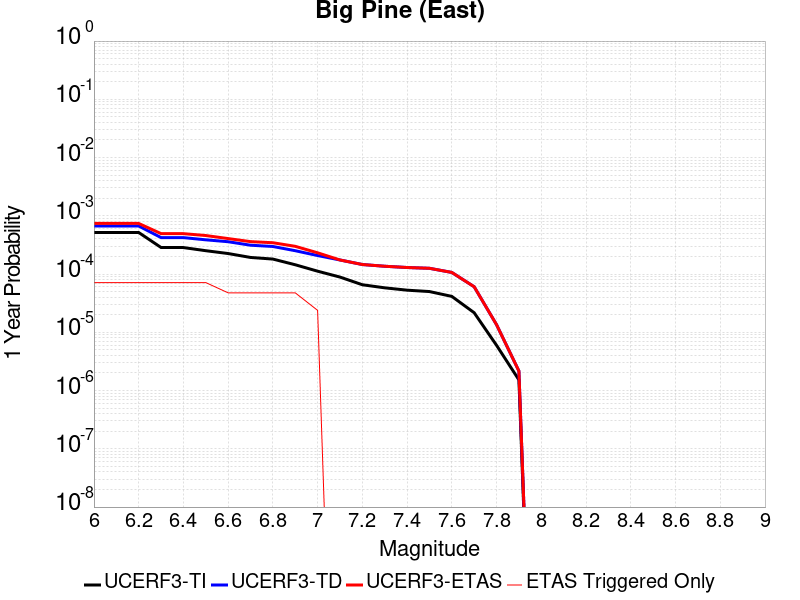 Big Pine (East)
10^0
10^-1
10^-2
10^-3
10^-4
10^-5
10^-6
10^-7
10^-8
1 Year Probability
6 6.2 6.4 6.6 6.8 7 7.2 7.4 7.6 7.8 8 8.2 8.4 8.6 8.8 9
Magnitude
UCERF3-TI UCERF3-TD UCERF3-ETAS ETAS Triggered Only